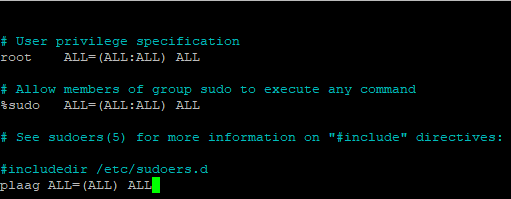 # User privilege specification
root    ALL=(ALL:ALL) ALL
# Allow members of group sudo to execute any command
%sudo   ALL=(ALL:ALL) ALL
# See sudoers(5) for more information on "#include" directives:
#includedir /etc/sudoers.d
plaag ALL=(ALL) ALL